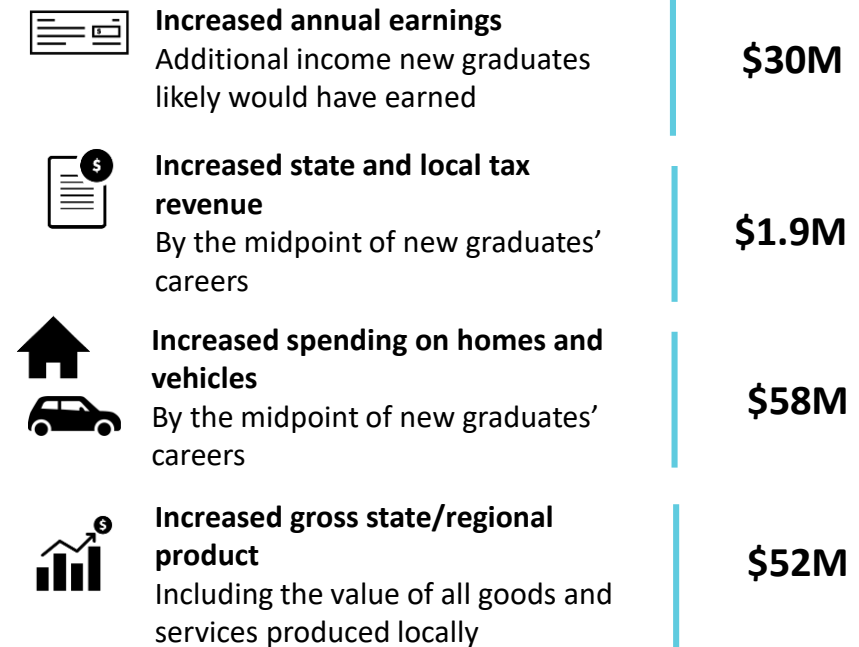 Increased annual earnings
Additional income new graduates
likely would have earned
$30M
$
Increased state and local tax
revenue
By the midpoint of new graduates’
careers
$1.9M
Increased spending on homes and
vehicles
By the midpoint of new graduates’
careers
$58M
$
Increased gross state/regional
product
Including the value of all goods and
services produced locally
$52M